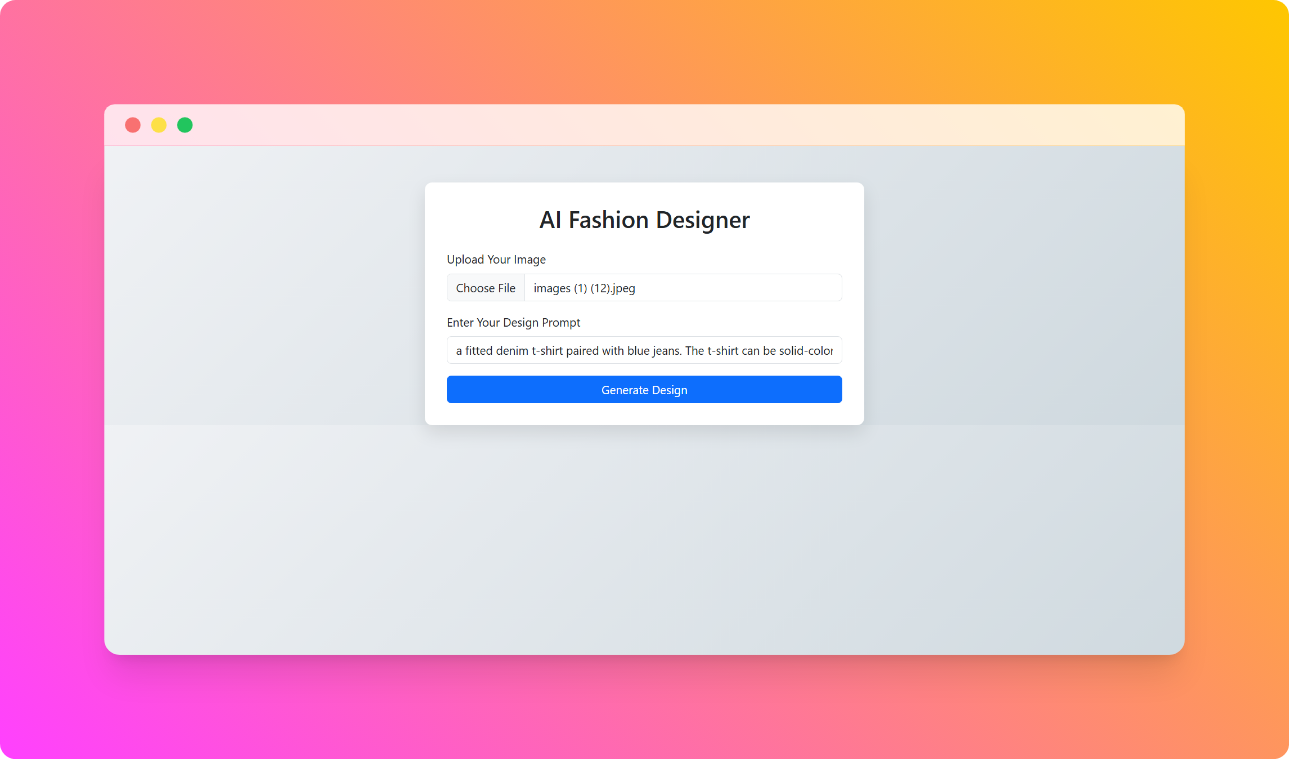 AI Fashion Designer
Upload Your Image
Choose File images (1) (12).jpeg
Enter Your Design Prompt
a fitted denim t-shirt paired with blue jeans. The t-shirt can be solid-color
Generate Design